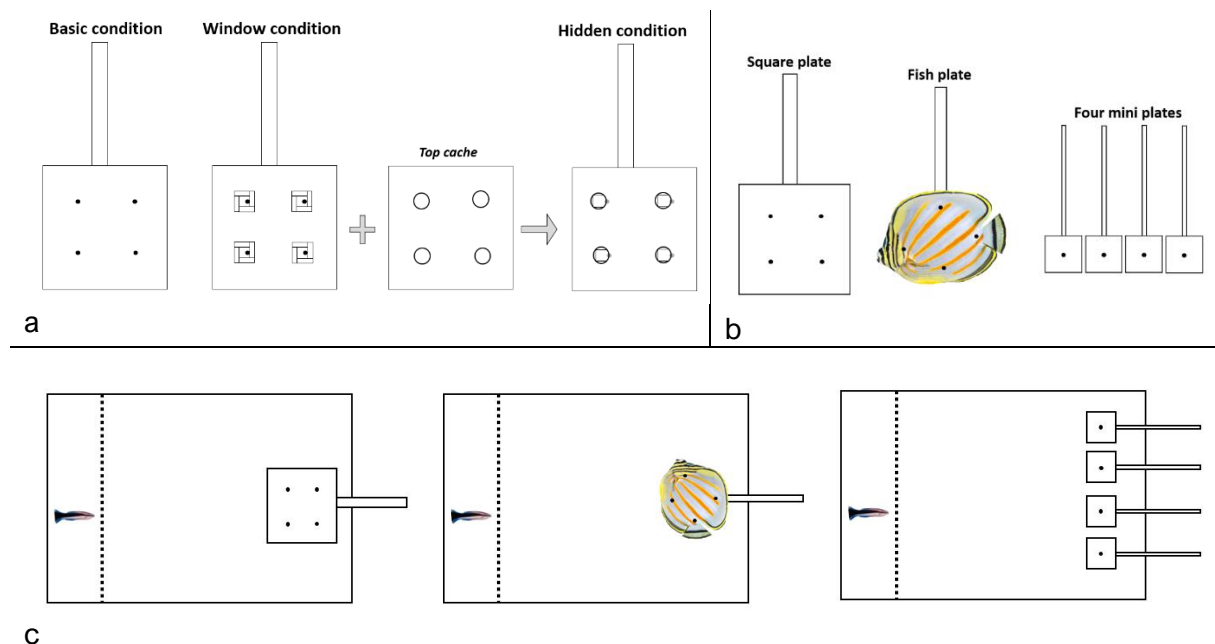 Basic condition
Window condition
Top cache
Hidden condition
a
Square plate
Fish plate
Four mini plates
b
c